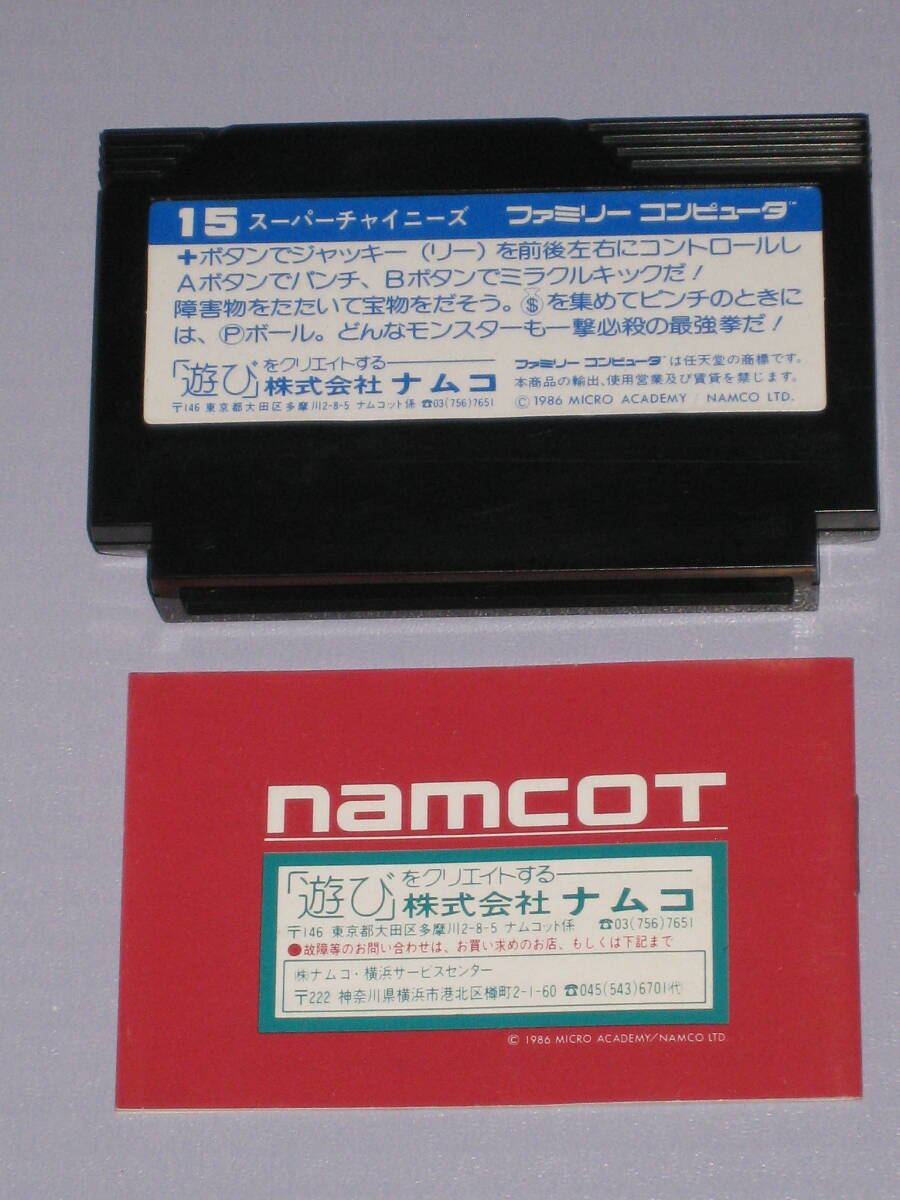 15 スーパーチャイニーズ ファミリー コンピュータ™
+ボタンでジャッキー(リー)を前後左右にコントロールし
Aボタンでパンチ、Bボタンでミラクルキックだ!
障害物をたたいて宝物をだそう。$を集めてピンチのときに
は、Ⓟボール。どんなモンスターも一撃必殺の最強拳だ!
「遊び」をクリエイトする
株式会社 ナムコ
〒146 東京都大田区多摩川2-8-5 ナムコット係 ☎03(756)7651
ファミリー コンピュータは任天堂の商標です。
本商品の輸出、使用営業及び賃貸を禁じます。
© 1986 MICRO ACADEMY / NAMCO LTD.
namcot
「遊び」をクリエイトする
株式会社 ナムコ
〒146 東京都大田区多摩川2-8-5 ナムコット係 ☎03(756)7651
●故障等のお問い合わせは、お買い求めのお店、もしくは下記まで
㈱ナムコ・横浜サービスセンター
〒222 神奈川県横浜市港北区樽町2-1-60 ☎045(543)6701㈹
© 1986 MICRO ACADEMY/NAMCO LTD.